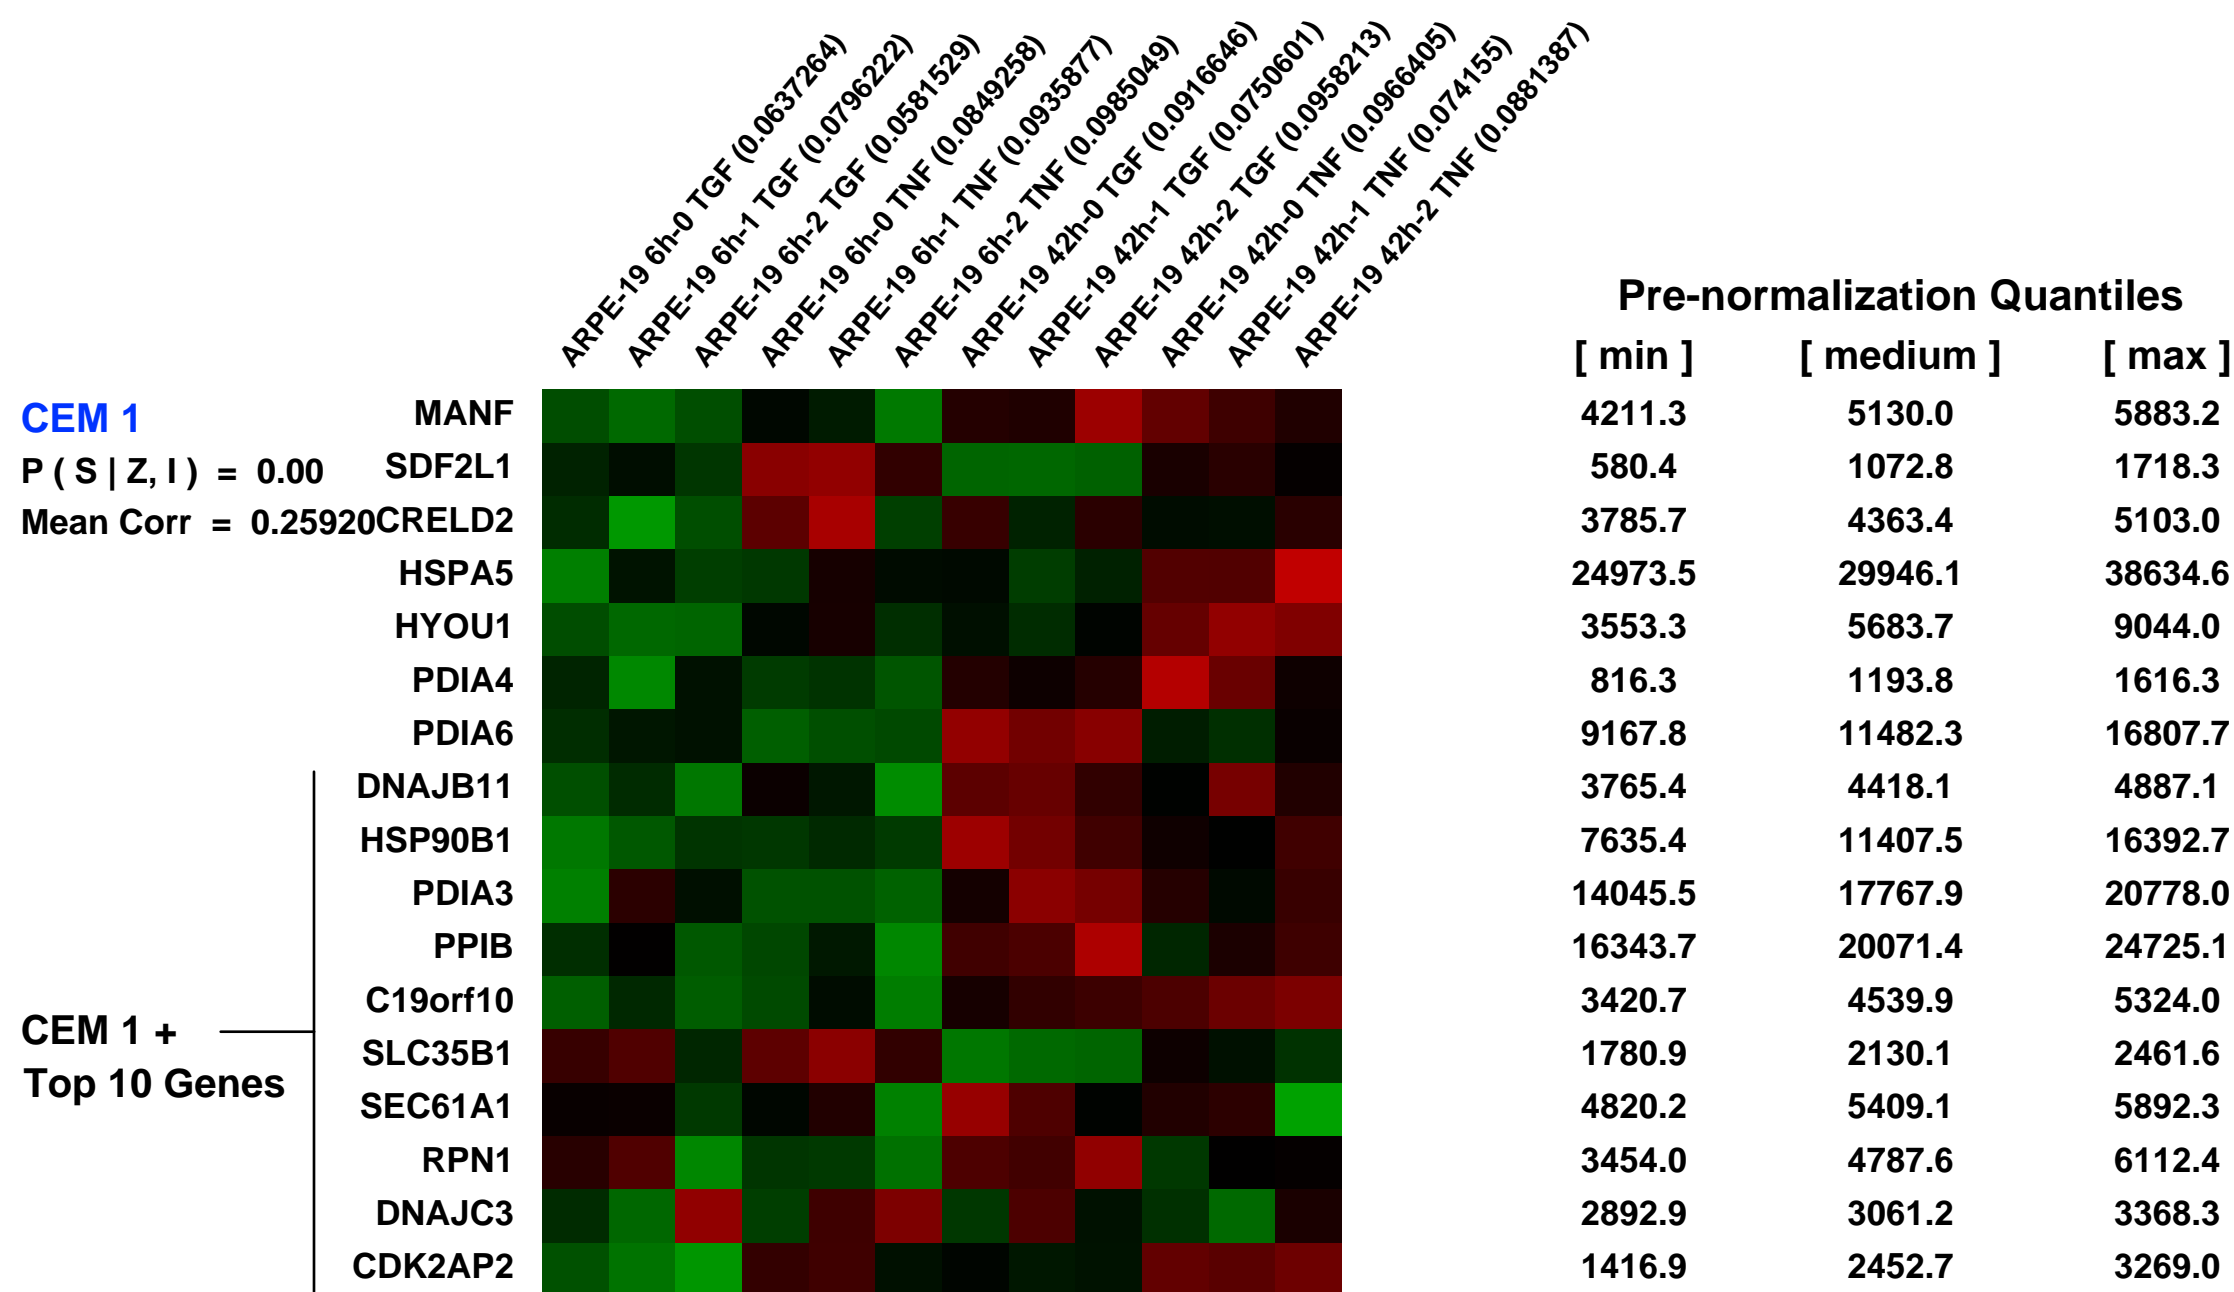 ARPE-19 6h-0 TGF (0.0637264)
ARPE-19 6h-1 TGF (0.0796222)
ARPE-19 6h-2 TGF (0.0581529)
ARPE-19 6h-0 TNF (0.0849258)
ARPE-19 6h-1 TNF (0.0935877)
ARPE-19 6h-2 TNF (0.0985049)
ARPE-19 42h-0 TGF (0.0916646)
ARPE-19 42h-1 TGF (0.0750601)
ARPE-19 42h-2 TGF (0.0958213)
ARPE-19 42h-0 TNF (0.0966405)
ARPE-19 42h-1 TNF (0.074155)
ARPE-19 42h-2 TNF (0.0881387)
Pre-normalization Quantiles
[ min ] [ medium ] [ max ]
CEM 1 MANF 4211.3 5130.0 5883.2
P ( S | Z, I ) = 0.00 SDF2L1 580.4 1072.8 1718.3
Mean Corr = 0.25920 CRELD2 3785.7 4363.4 5103.0
HSPA5 24973.5 29946.1 38634.6
HYOU1 3553.3 5683.7 9044.0
PDIA4 816.3 1193.8 1616.3
PDIA6 9167.8 11482.3 16807.7
DNAJB11 3765.4 4418.1 4887.1
HSP90B1 7635.4 11407.5 16392.7
PDIA3 14045.5 17767.9 20778.0
PPIB 16343.7 20071.4 24725.1
C19orf10 3420.7 4539.9 5324.0
CEM 1 +
SLC35B1 1780.9 2130.1 2461.6
Top 10 Genes
SEC61A1 4820.2 5409.1 5892.3
RPN1 3454.0 4787.6 6112.4
DNAJC3 2892.9 3061.2 3368.3
CDK2AP2 1416.9 2452.7 3269.0